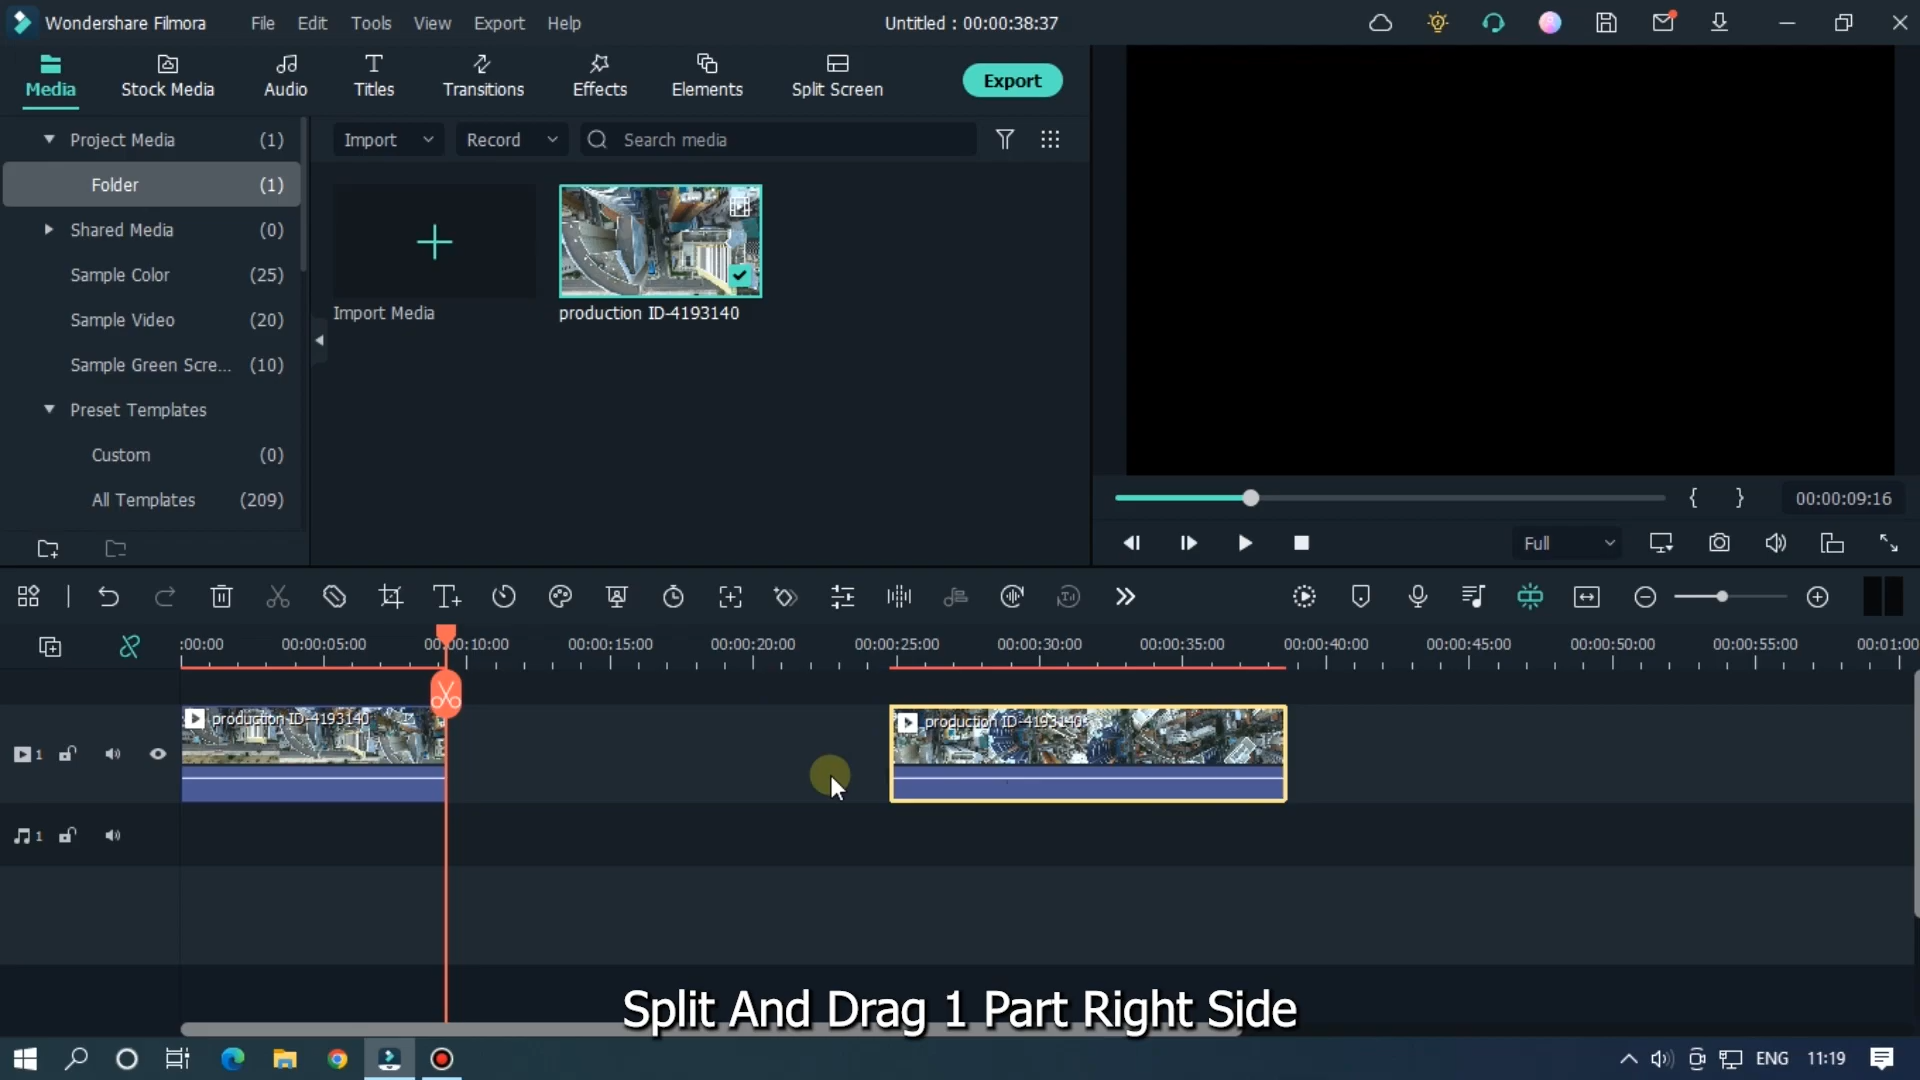 Wondershare Filmora
File Edit Tools View Export Help
Untitled : 00:00:38:37
Media
Stock Media
Audio
Titles
Transitions
Effects
Elements
Split Screen
Export
Project Media (1)
Folder (1)
Shared Media (0)
Sample Color (25)
Sample Video (20)
Sample Green Scre... (10)
Preset Templates
Custom (0)
All Templates (209)
Import
Record
Search media
Import Media
production ID-4193140
{ }
00:00:09:16
Full
:00:00 00:00:05:00 00:00:10:00 00:00:15:00 00:00:20:00 00:00:25:00 00:00:30:00 00:00:35:00 00:00:40:00 00:00:45:00 00:00:50:00 00:00:55:00 00:01:00
1
production ID-4193140
production ID-4193140
1
Split And Drag 1 Part Right Side
ENG
11:19